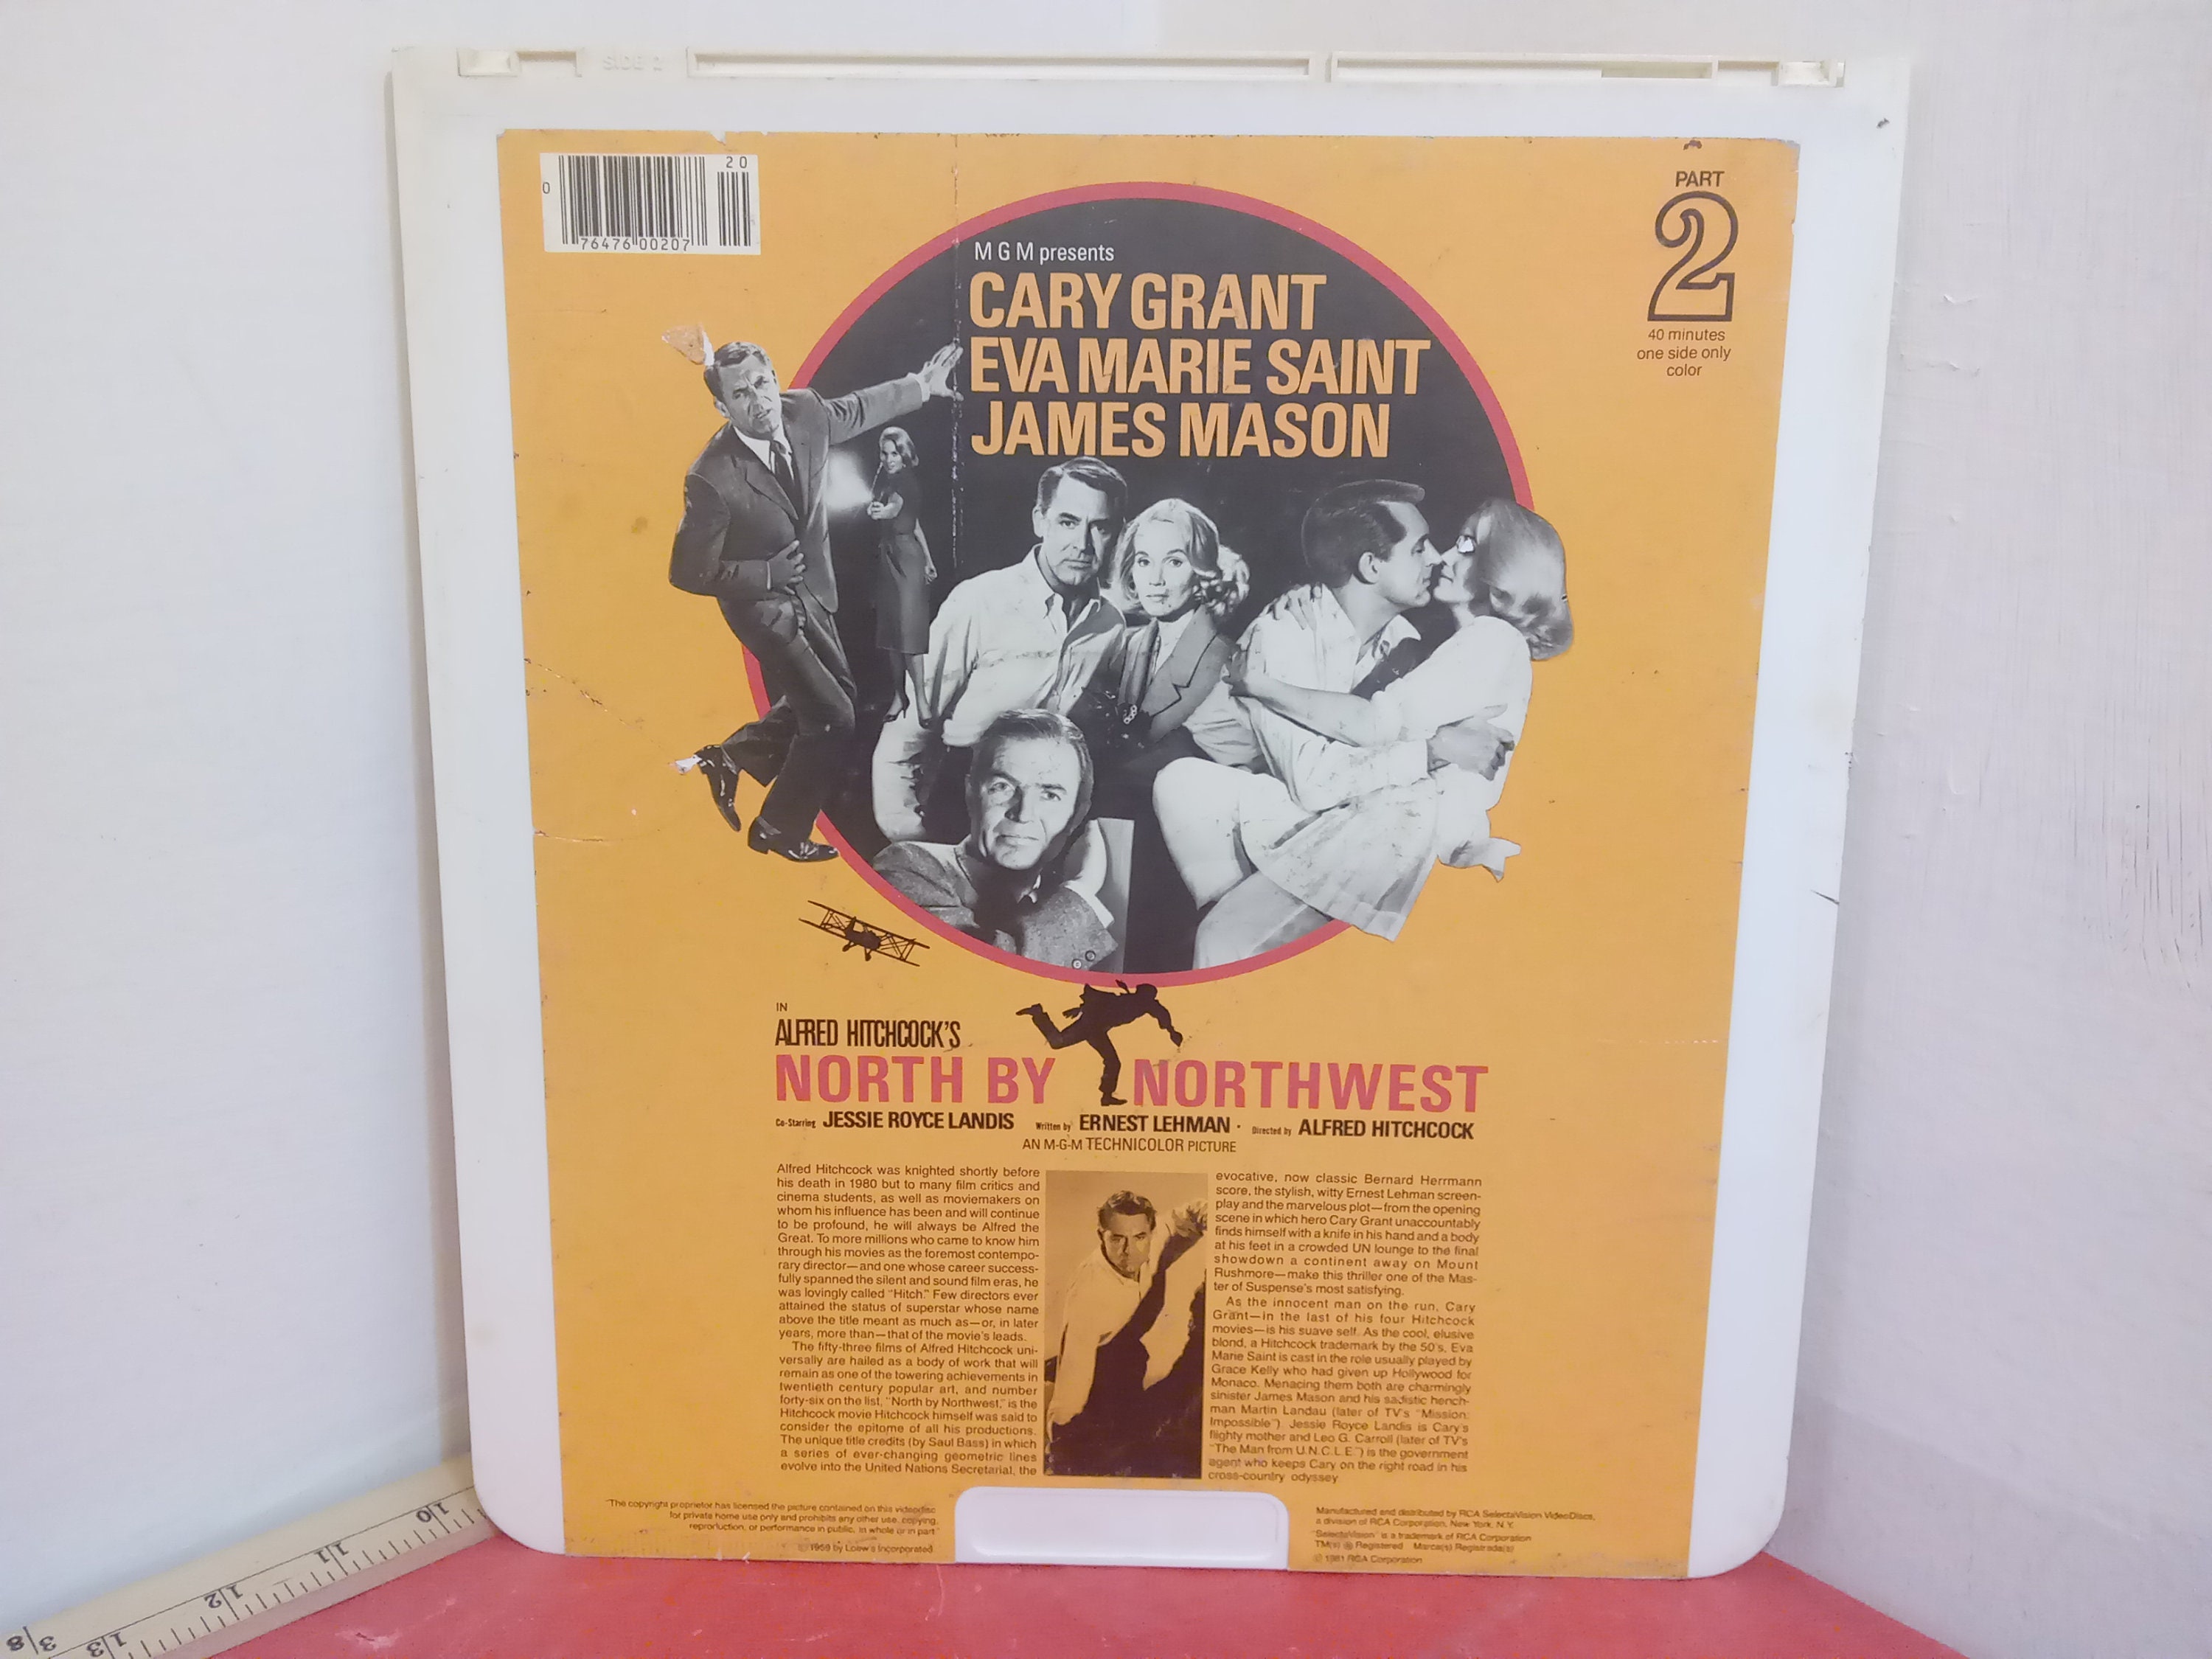 SIDE 2
20
0
76476 00207
PART
2
40 minutes
one side only
color
M G M presents
CARY GRANT
EVA MARIE SAINT
JAMES MASON
IN
ALFRED HITCHCOCK'S
NORTH BY NORTHWEST
Co-Starring JESSIE ROYCE LANDIS Written by ERNEST LEHMAN · Directed by ALFRED HITCHCOCK
AN M-G-M TECHNICOLOR PICTURE
Alfred Hitchcock was knighted shortly before
his death in 1980 but to many film critics and
cinema students, as well as moviemakers on
whom his influence has been and will continue
to be profound, he will always be Alfred the
Great. To more millions who came to know him
through his movies as the foremost contempo-
rary director—and one whose career success-
fully spanned the silent and sound film eras, he
was lovingly called "Hitch." Few directors ever
attained the status of superstar whose name
above the title meant as much as—or, in later
years, more than—that of the movie's leads.
The fifty-three films of Alfred Hitchcock uni-
versally are hailed as a body of work that will
remain as one of the towering achievements in
twentieth century popular art, and number
forty-six on the list, "North by Northwest," is the
Hitchcock movie Hitchcock himself was said to
consider the epitome of all his productions.
The unique title credits (by Saul Bass) in which
a series of ever-changing geometric lines
evolve into the United Nations Secretariat, the
evocative, now classic Bernard Herrmann
score, the stylish, witty Ernest Lehman screen-
play and the marvelous plot—from the opening
scene in which hero Cary Grant unaccountably
finds himself with a knife in his hand and a body
at his feet in a crowded UN lounge to the final
showdown a continent away on Mount
Rushmore—make this thriller one of the Mas-
ter of Suspense's most satisfying.
As the innocent man on the run, Cary
Grant—in the last of his four Hitchcock
movies—is his suave self. As the cool, elusive
blond, a Hitchcock trademark by the 50's, Eva
Marie Saint is cast in the role usually played by
Grace Kelly who had given up Hollywood for
Monaco. Menacing them both are charmingly
sinister James Mason and his sadistic hench-
man Martin Landau (later of TV's "Mission:
Impossible"). Jessie Royce Landis is Cary's
flighty mother and Leo G. Carroll (later of TV's
"The Man from U.N.C.L.E.") is the government
agent who keeps Cary on the right road in his
cross-country odyssey.
"The copyright proprietor has licensed the picture contained on this videodisc
for private home use only and prohibits any other use, copying,
reproduction, or performance in public, in whole or in part."
© 1959 by Loew's Incorporated
Manufactured and distributed by RCA SelectaVision VideoDiscs,
a division of RCA Corporation, New York, N.Y.
"SelectaVision" is a trademark of RCA Corporation
TM(s) ® Registered Marca(s) Registrada(s)
© 1981 RCA Corporation
10
11
12
13
8|3